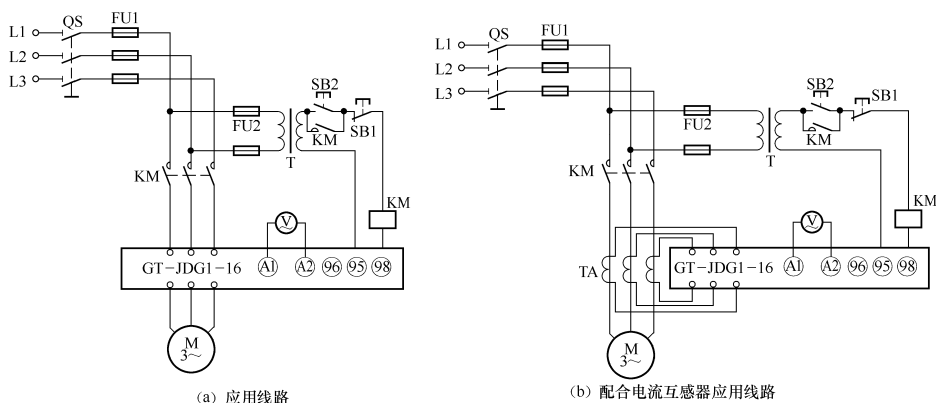 L1
QS
FU1
L2
L3
SB2
SB1
FU2
KM
T
KM
KM
V
GT-JDG1-16
A1
A2
96
95
98
M
3~
(a) 应用线路
L1
QS
FU1
L2
L3
SB2
SB1
FU2
KM
T
KM
KM
V
TA
GT-JDG1-16
A1
A2
96
95
98
M
3~
(b) 配合电流互感器应用线路